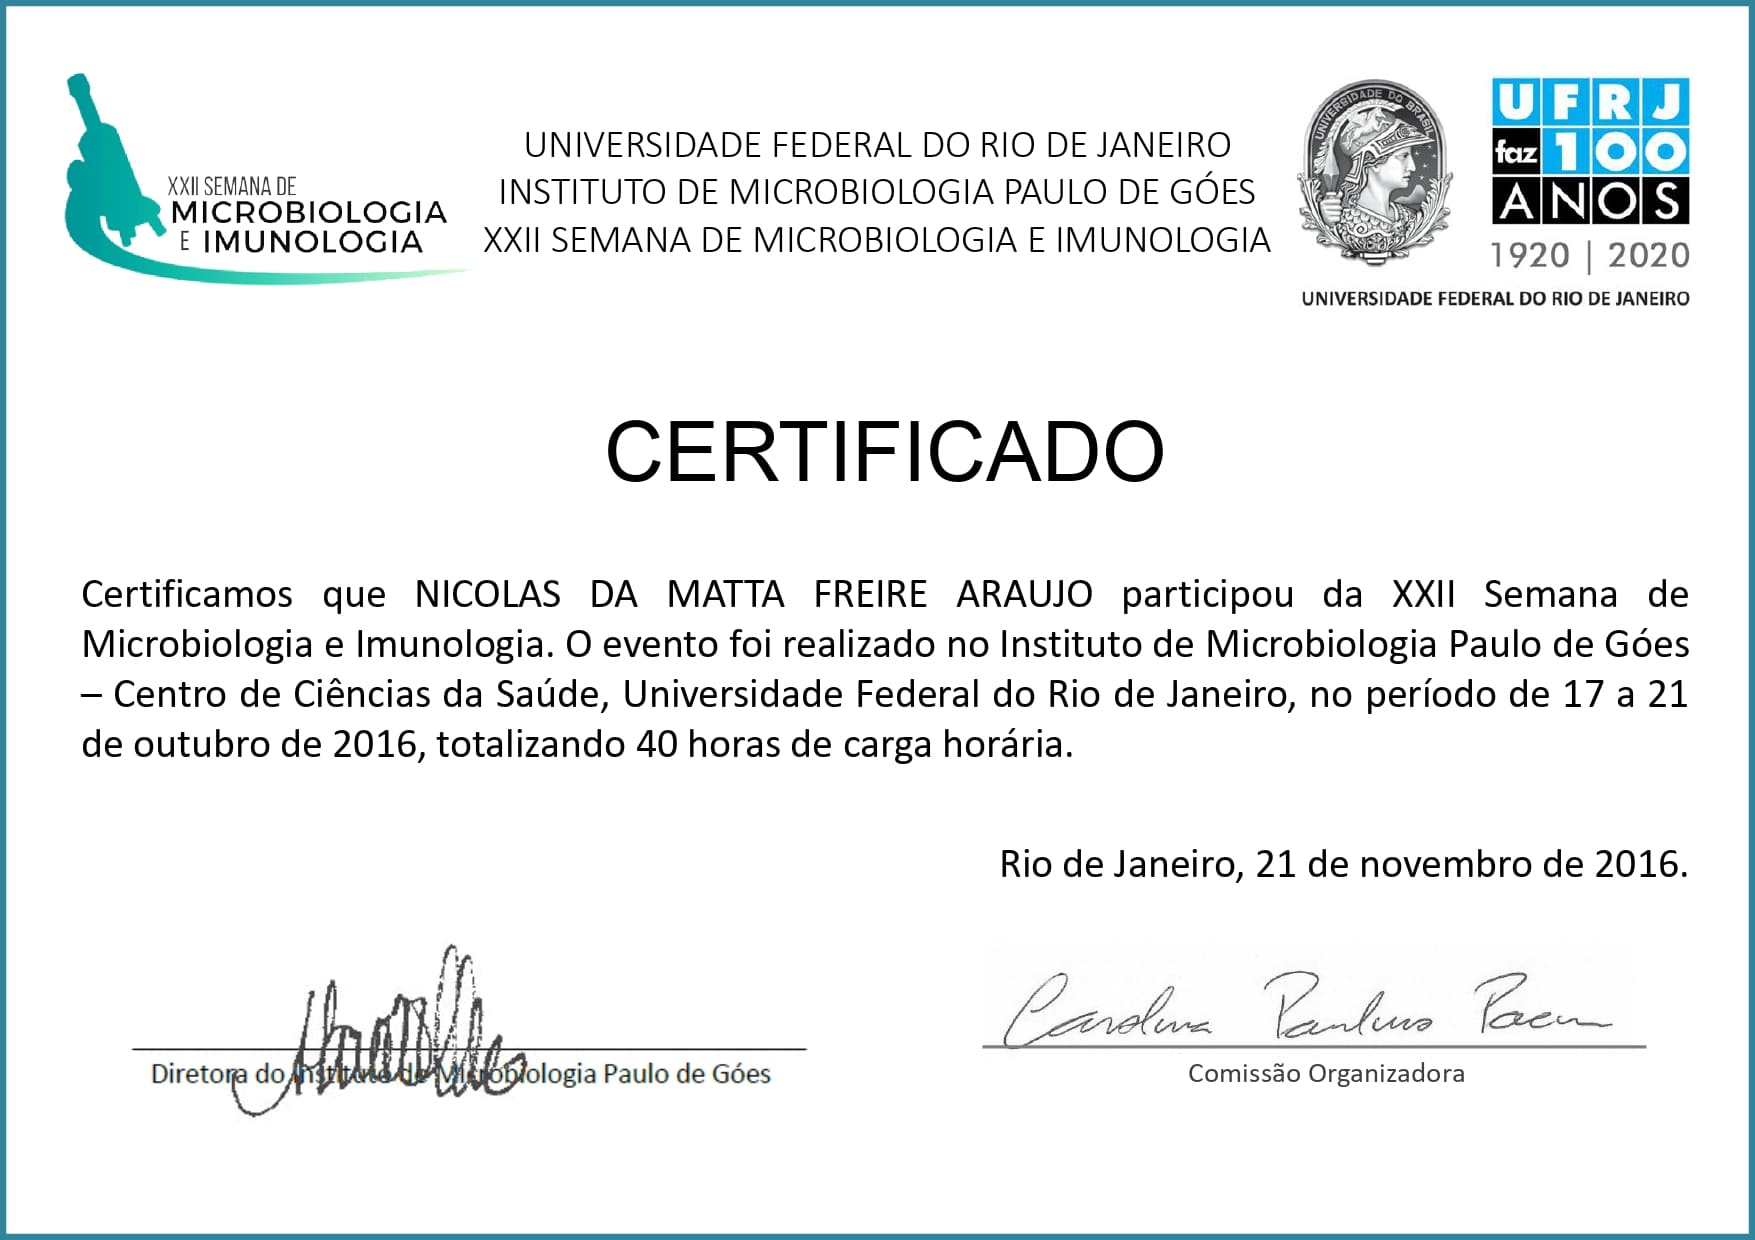 XXII SEMANA DE
MICROBIOLOGIA
E IMUNOLOGIA
UNIVERSIDADE FEDERAL DO RIO DE JANEIRO
INSTITUTO DE MICROBIOLOGIA PAULO DE GÓES
XXII SEMANA DE MICROBIOLOGIA E IMUNOLOGIA
UNIVERSIDADE DO BRASIL
UFRJ
faz 100
ANOS
1920 | 2020
UNIVERSIDADE FEDERAL DO RIO DE JANEIRO
CERTIFICADO
Certificamos que NICOLAS DA MATTA FREIRE ARAUJO participou da XXII Semana de
Microbiologia e Imunologia. O evento foi realizado no Instituto de Microbiologia Paulo de Góes
– Centro de Ciências da Saúde, Universidade Federal do Rio de Janeiro, no período de 17 a 21
de outubro de 2016, totalizando 40 horas de carga horária.
Rio de Janeiro, 21 de novembro de 2016.
Diretora do Instituto de Microbiologia Paulo de Góes
Carolina
Comissão Organizadora